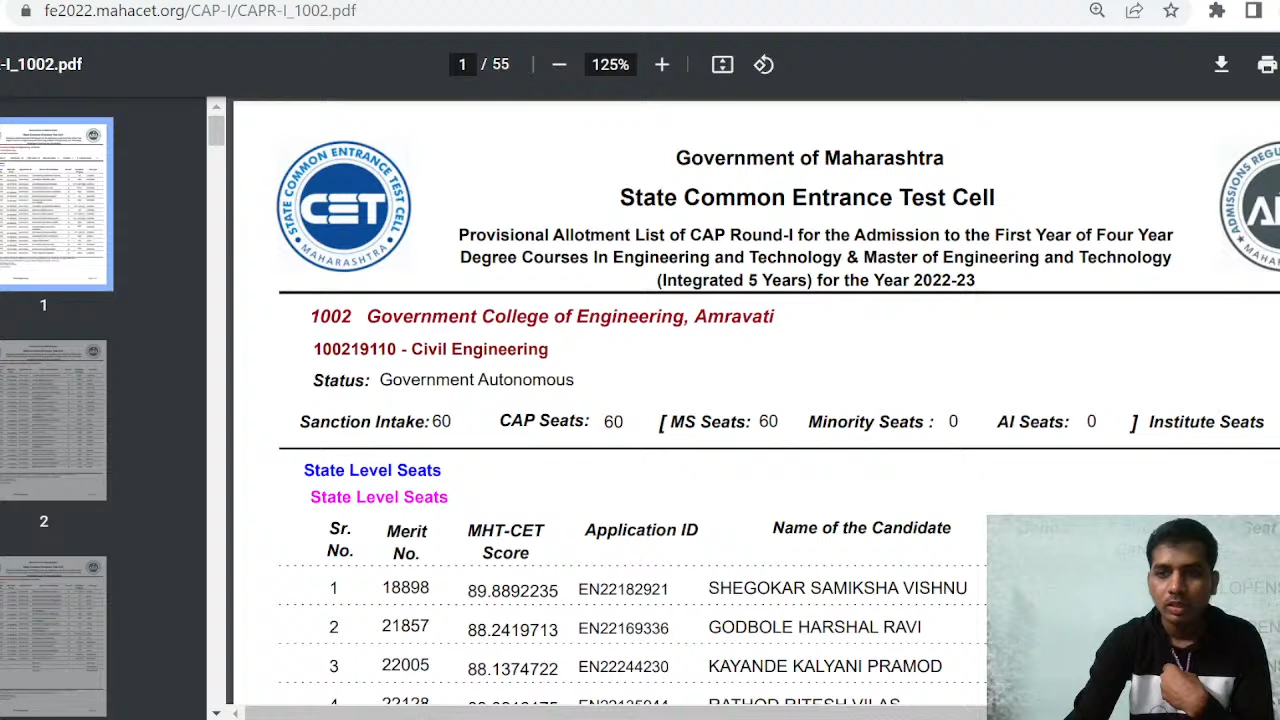 fe2022.mahacet.org/CAP-I/CAPR-I_1002.pdf
-I_1002.pdf
1 / 55
125%
STATE COMMON ENTRANCE TEST CELL
CET
MAHARASHTRA
Government of Maharashtra
State Common Entrance Test Cell
Provisional Allotment List of CAP Round-I for the Admission to the First Year of Four Year
Degree Courses In Engineering and Technology & Master of Engineering and Technology
(Integrated 5 Years) for the Year 2022-23
ADMISSIONS REGU
1002 Government College of Engineering, Amravati
100219110 - Civil Engineering
Status: Government Autonomous
Sanction Intake: 60 CAP Seats: 60 [ MS Seats: 60 Minority Seats : 0 AI Seats: 0 ] Institute Seats
State Level Seats
State Level Seats
Sr. No. Merit No. MHT-CET Score Application ID Name of the Candidate
1 18898 89.8892235 EN22182921 SHEGOKAR SAMIKSHA VISHNU
2 21857 88.2419713 EN22169336 GODBOLE HARSHAL RAVI
3 22005 88.1374722 EN22244230 KAYANDE KALYANI PRAMOD
4 22128 RATHOD RITESH VILAS
1
2